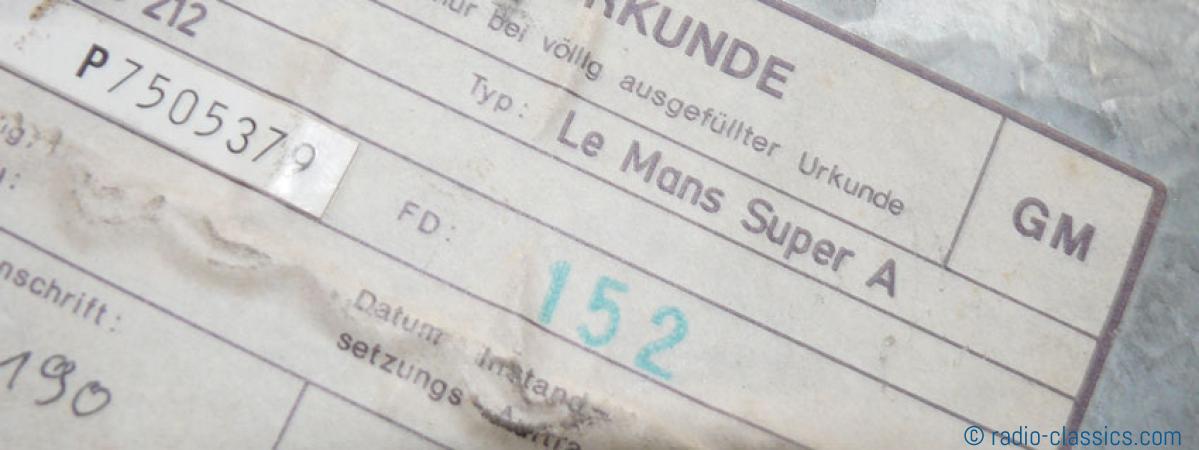 RKUNDE
nur bei völlig ausgefüllter Urkunde
GM
212
Typ: Le Mans Super A
P7505379
FD: 152
Datum Instand-
setzungs
nschrift:
190
© radio-classics.com